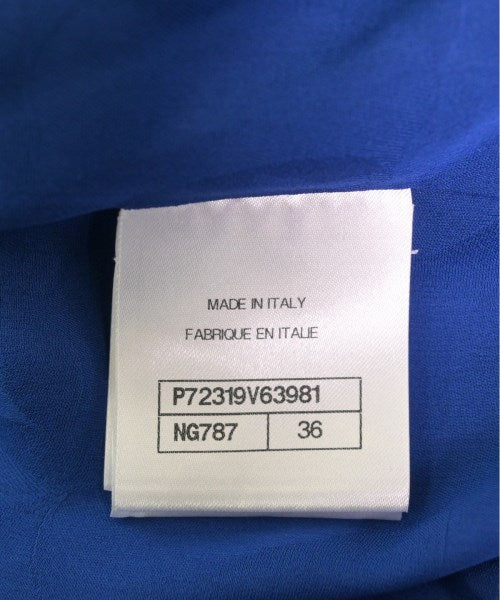 MADE IN ITALY
FABRIQUE EN ITALIE
P72319V63981
NG787 36